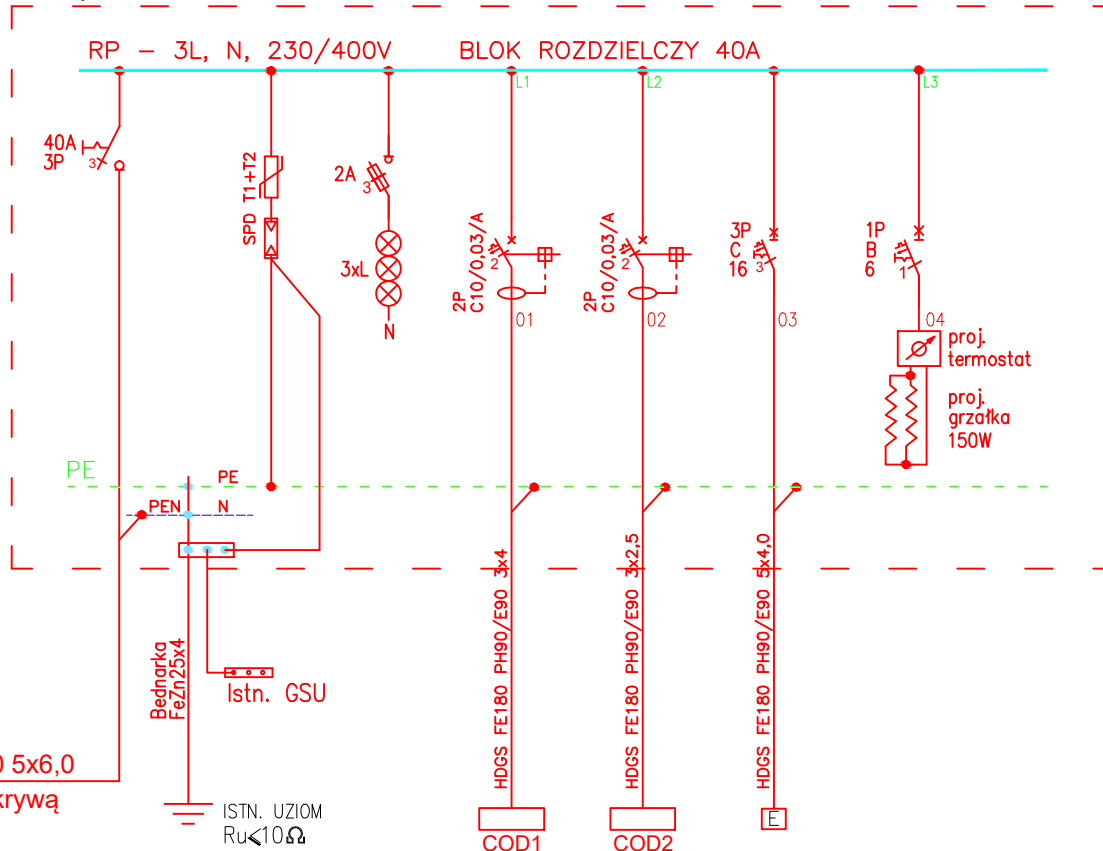 RP – 3L, N, 230/400V
BLOK ROZDZIELCZY 40A
L1
L2
L3
40A
3P
3
SPD T1+T2
2A
3
3xL
N
2P
C10/0,03/A
2
01
2P
C10/0,03/A
2
02
3P
C
16
3
03
1P
B
6
1
04
proj.
termostat
proj.
grzałka
150W
PE
PE
PEN
N
HDGS FE180 PH90/E90 3x4
HDGS FE180 PH90/E90 3x2,5
HDGS FE180 PH90/E90 5x4,0
Bednarka
FeZn25x4
Istn. GSU
0 5x6,0
krywą
ISTN. UZIOM
Ru<10Ω
COD1
COD2
E